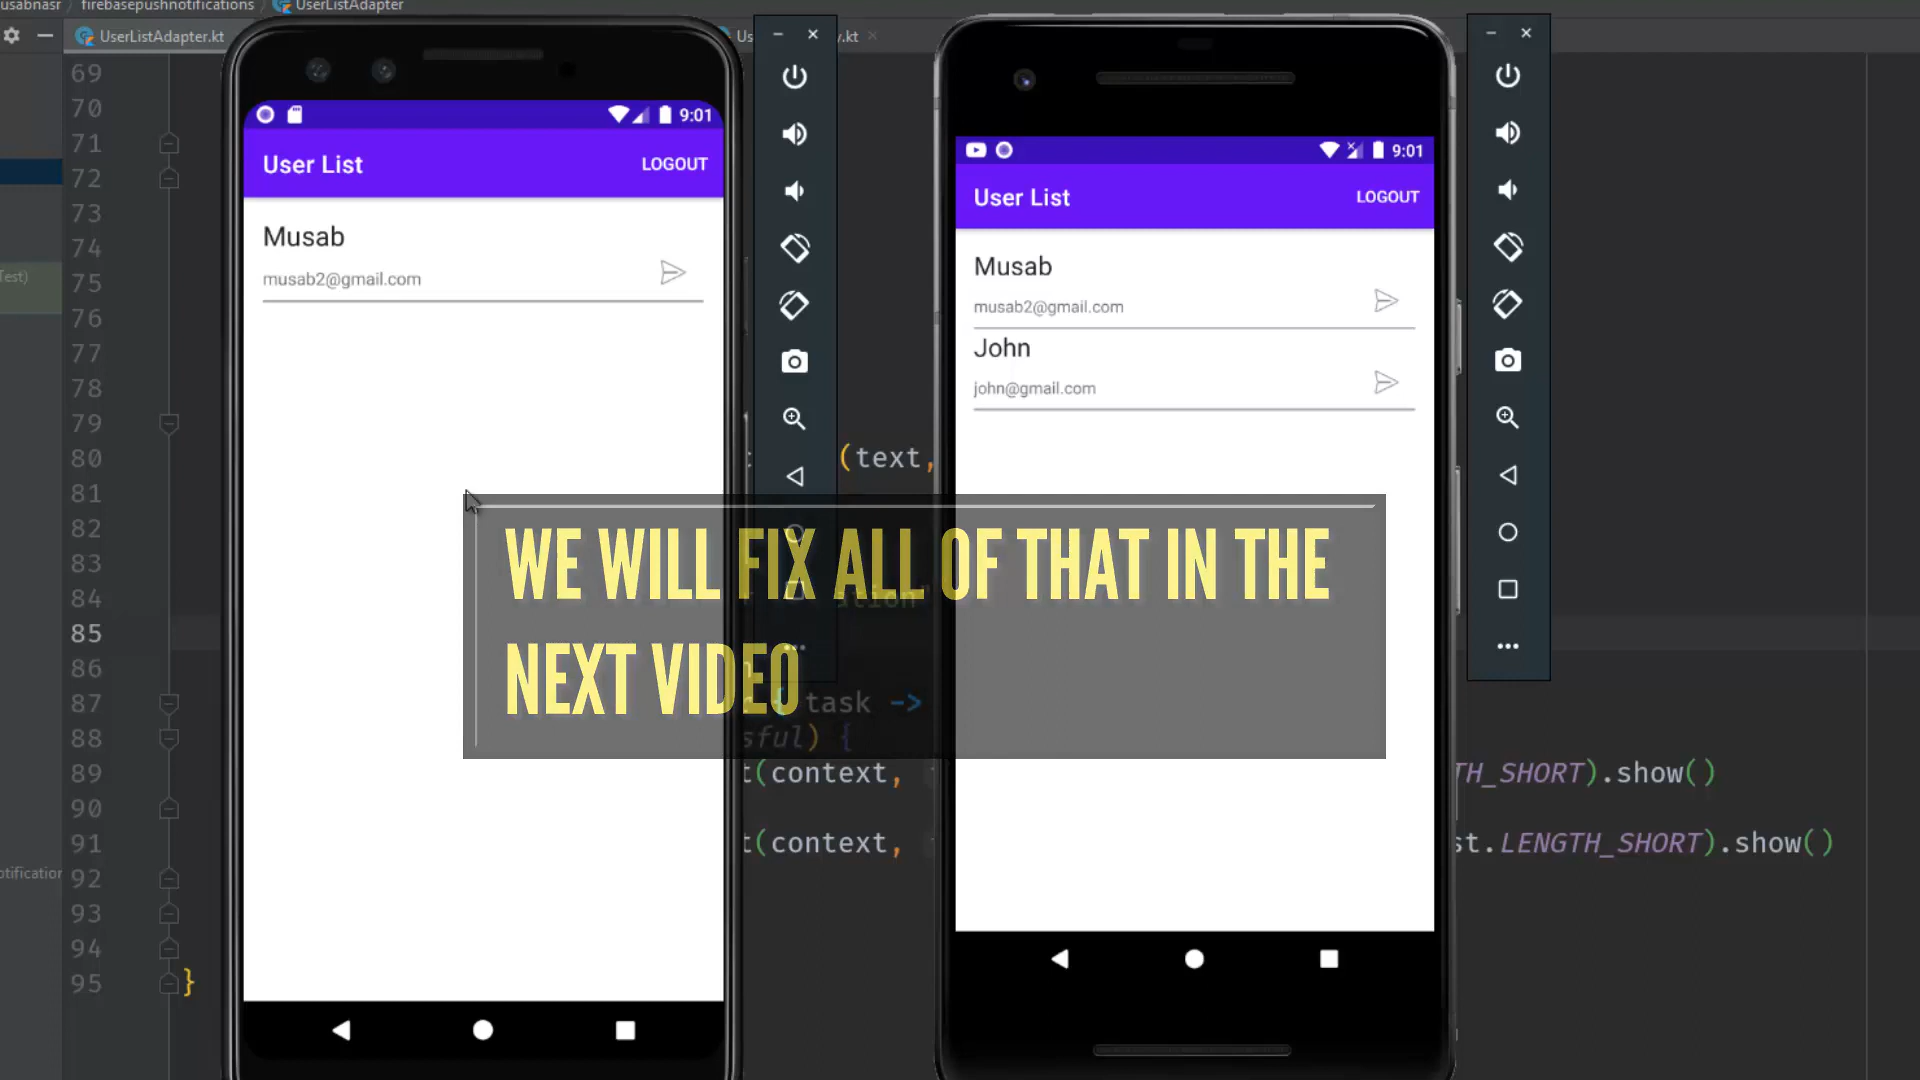 usabnasr firebasepushnotifications UserListAdapter
UserListAdapter.kt
.kt
69
70
71
72
73
74
75
76
77
78
79
80
81
82
83
84
85
86
87
88
89
90
91
92
93
94
95
Test)
9:01
User List LOGOUT
Musab
musab2@gmail.com
9:01
User List LOGOUT
Musab
musab2@gmail.com
John
john@gmail.com
(text,
WE WILL FIX ALL OF THAT IN THE
NEXT VIDEO
task ->
sful) {
t(context, TH_SHORT).show()
t(context, st.LENGTH_SHORT).show()
otification
}